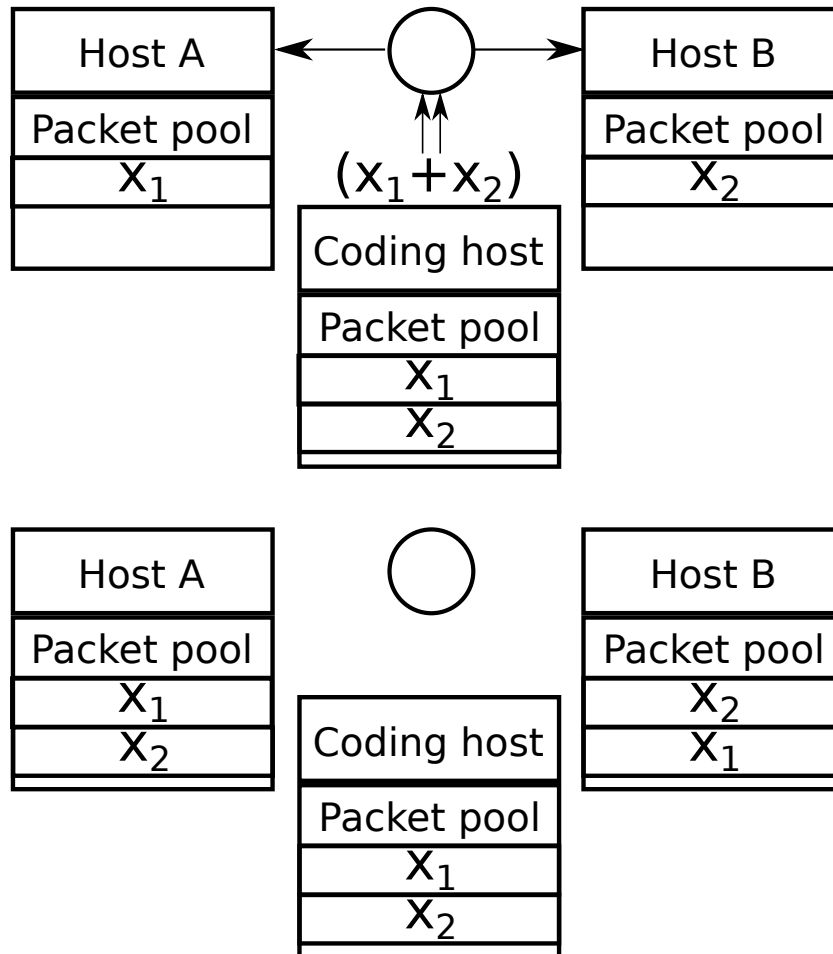 Host A
Host B
Packet pool
Packet pool
x₁
(x₁+x₂)
x₂
Coding host
Packet pool
x₁
x₂
Host A
Host B
Packet pool
Packet pool
x₁
x₂
x₂
x₁
Coding host
Packet pool
x₁
x₂